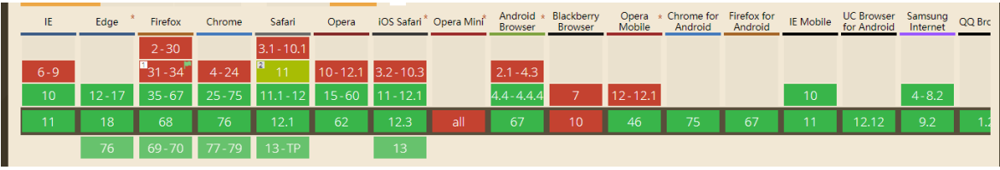 IE Edge * Firefox Chrome Safari Opera iOS Safari * Opera Mini * Android Browser * Blackberry Browser Opera Mobile * Chrome for Android Firefox for Android IE Mobile UC Browser for Android Samsung Internet QQ Bro
2-30 3.1-10.1
6-9 1 31-34 4-24 2 11 10-12.1 3.2-10.3 2.1-4.3
10 12-17 35-67 25-75 11.1-12 15-60 11-12.1 4.4-4.4.4 7 12-12.1 10 4-8.2
11 18 68 76 12.1 62 12.3 all 67 10 46 75 67 11 12.12 9.2 1.2
76 69-70 77-79 13-TP 13